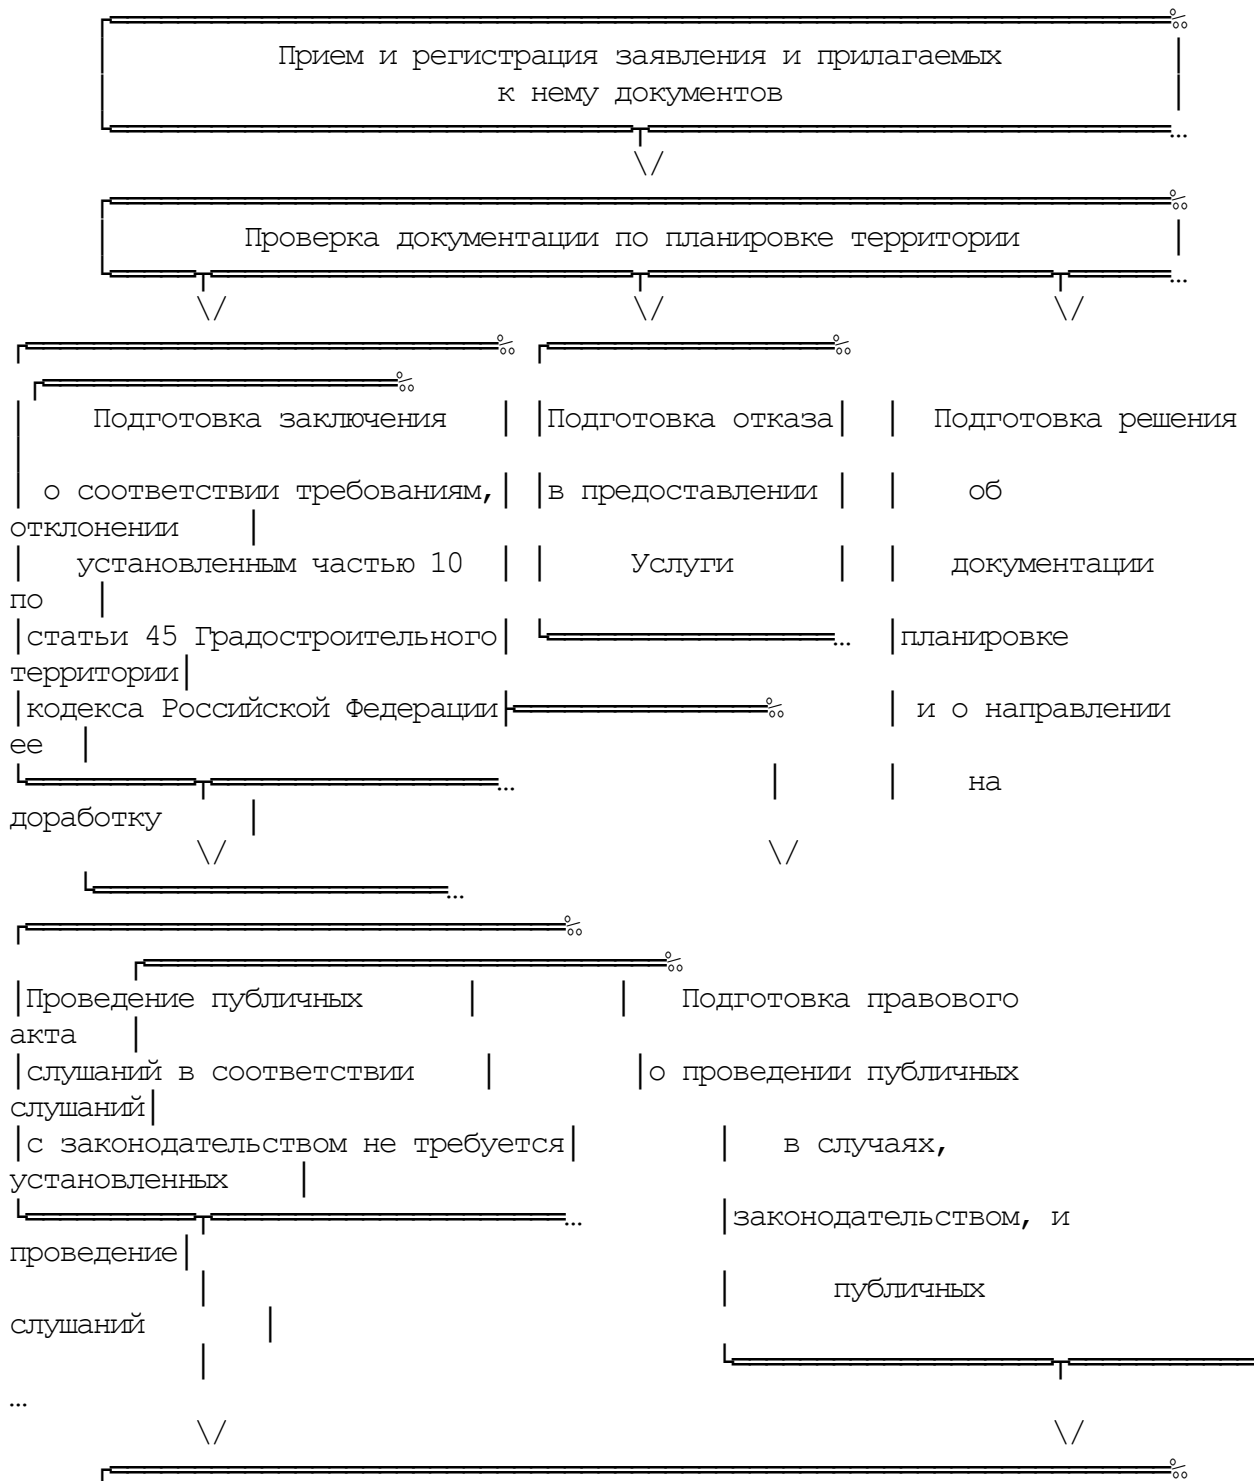 Прием и регистрация заявления и прилагаемых
к нему документов
\/
Проверка документации по планировке территории
\/ \/ \/
Подготовка заключения | |Подготовка отказа| | Подготовка решения
|
| о соответствии требованиям,| |в предоставлении | | об
отклонении |
| установленным частью 10 | | Услуги | | документации
по |
|статьи 45 Градостроительного| |планировке
территории|
|кодекса Российской Федерации | и о направлении
ее |
| | на
доработку |
\/ \/
|Проведение публичных | | Подготовка правового
акта |
|слушаний в соответствии | |о проведении публичных
слушаний|
|с законодательством не требуется| | в случаях,
установленных |
|законодательством, и
проведение|
| | публичных
слушаний |
|
…
\/ \/